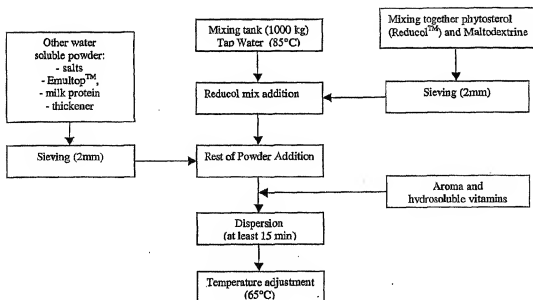 Mixing tank (1000 kg)
Tap Water (85°C)
Mixing together phytosterol
(Reducol™) and Maltodextrine
Other water
soluble powder:
- salts
- Emultop™,
- milk protein
- thickener
Reducol mix addition
Sieving (2mm)
Sieving (2mm)
Rest of Powder Addition
Aroma and
hydrosoluble vitamins
Dispersion
(at least 15 min)
Temperature adjustment
(65°C)